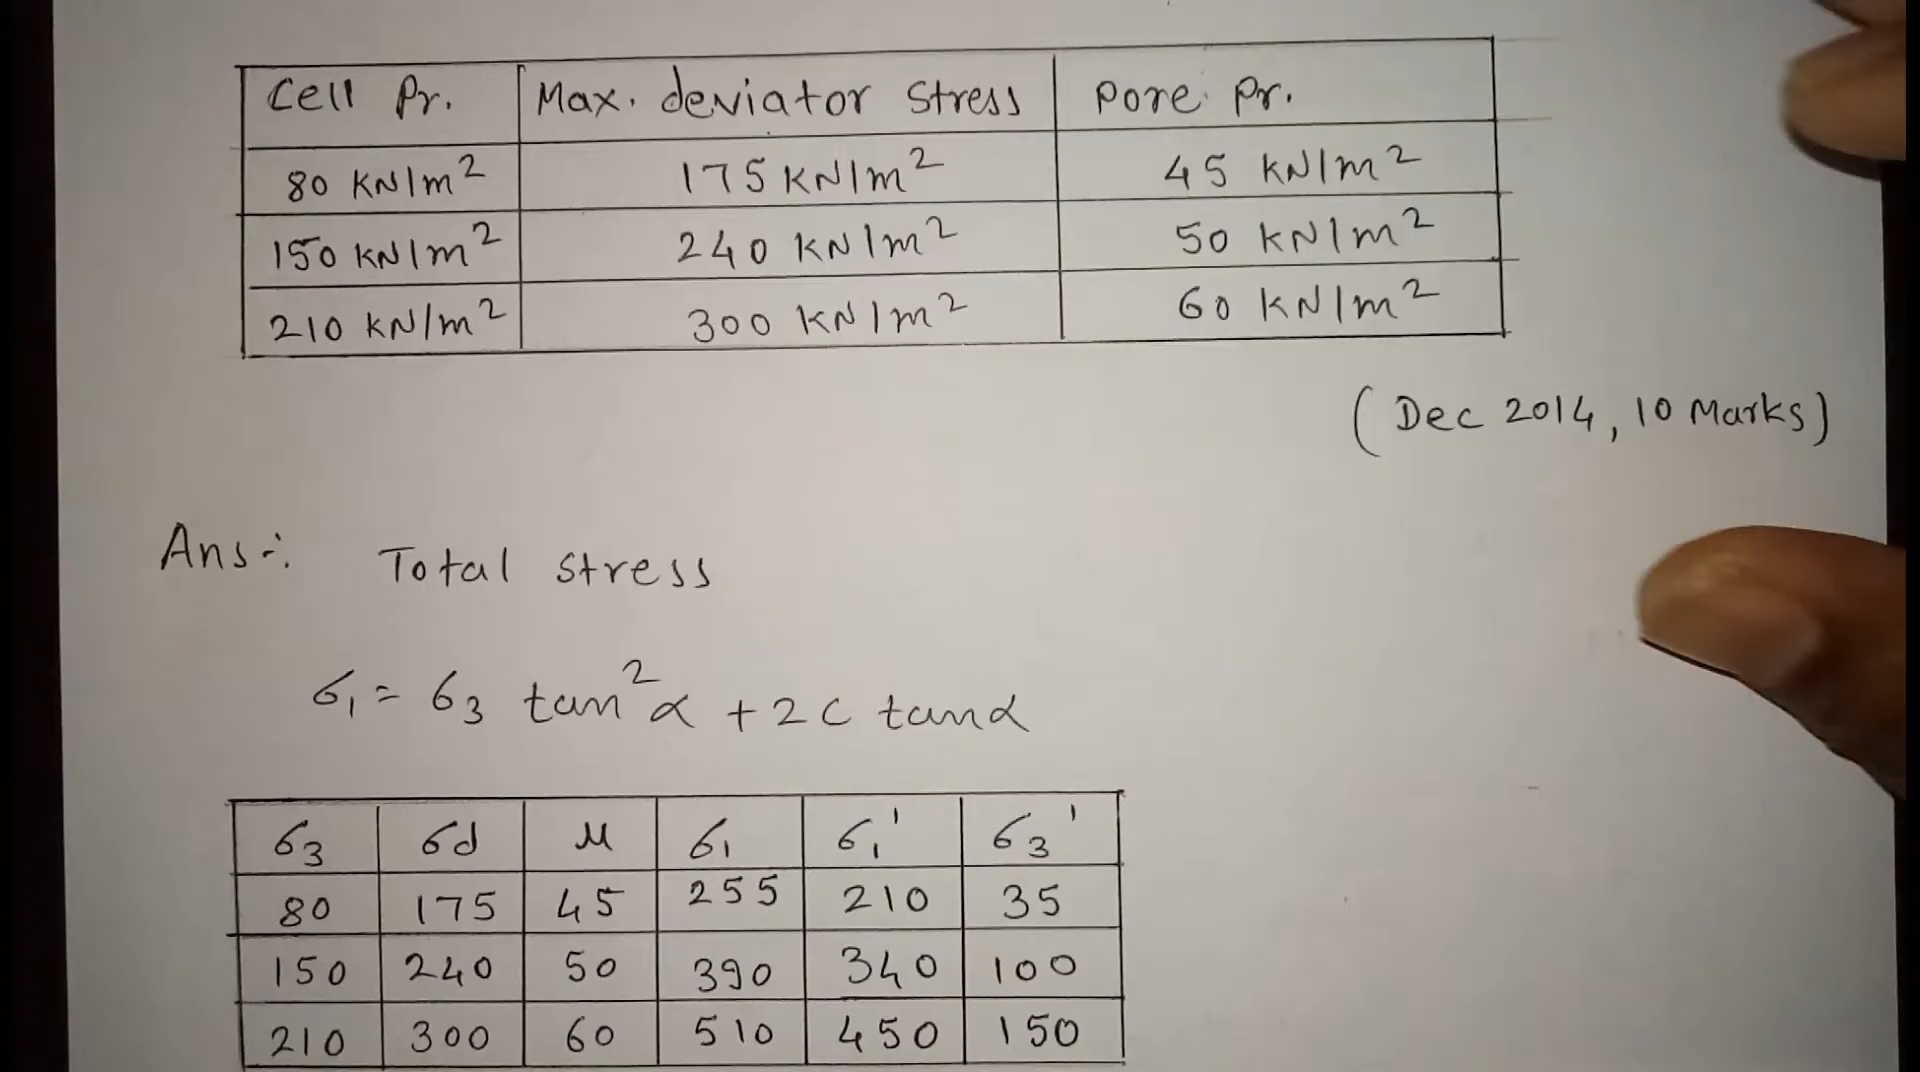 Cell Pr. Max. deviator stress Pore Pr.
80 KN/m² 175 KN/m² 45 KN/m²
150 KN/m² 240 KN/m² 50 KN/m²
210 KN/m² 300 KN/m² 60 KN/m²
(Dec 2014, 10 Marks)
Ans:- Total stress
σ₁ = σ₃ tan²α + 2C tanα
σ₃ σd μ σ₁ σ₁' σ₃'
80 175 45 255 210 35
150 240 50 390 340 100
210 300 60 510 450 150